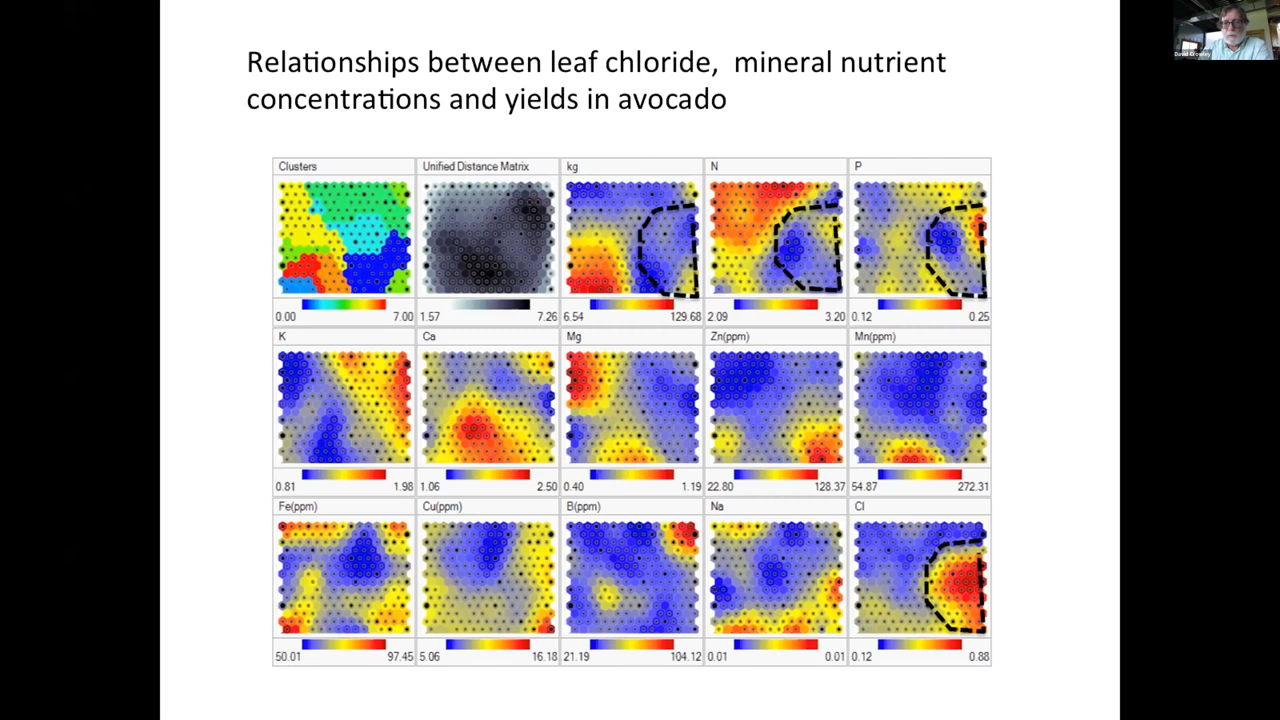 Relationships between leaf chloride, mineral nutrient
concentrations and yields in avocado
David Crowley
Clusters
Unified Distance Matrix
kg
N
P
0.00 7.00
1.57 7.26
6.54 129.68
2.09 3.20
0.12 0.25
K
Ca
Mg
Zn(ppm)
Mn(ppm)
0.81 1.98
1.06 2.50
0.40 1.19
22.80 128.37
54.87 272.31
Fe(ppm)
Cu(ppm)
B(ppm)
Na
Cl
50.01 97.45
5.06 16.18
21.19 104.12
0.01 0.01
0.12 0.88